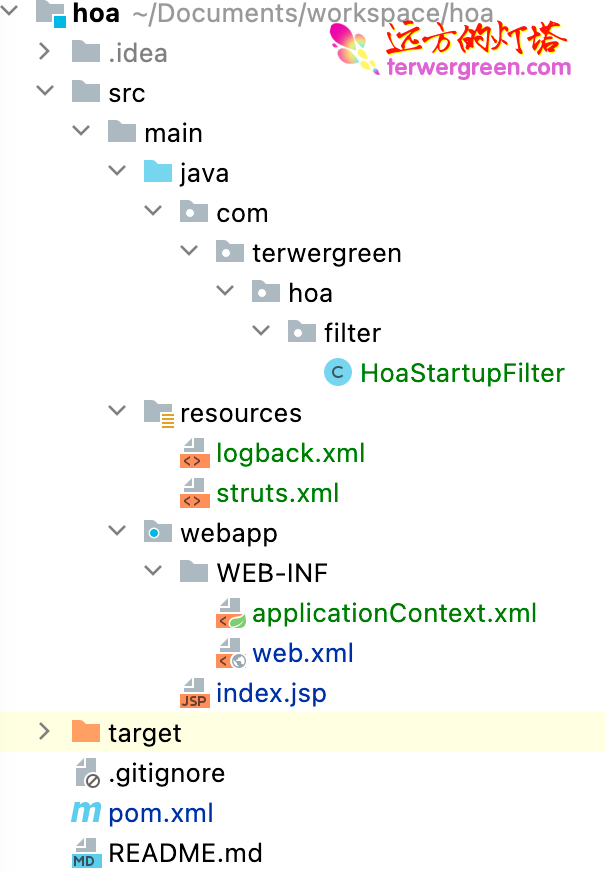 hoa ~/Documents/workspace/hoa
远方的灯塔
terwergreen.com
.idea
src
main
java
com
terwergreen
hoa
filter
C HoaStartupFilter
resources
logback.xml
struts.xml
webapp
WEB-INF
applicationContext.xml
web.xml
JSP index.jsp
target
.gitignore
m pom.xml
MD README.md